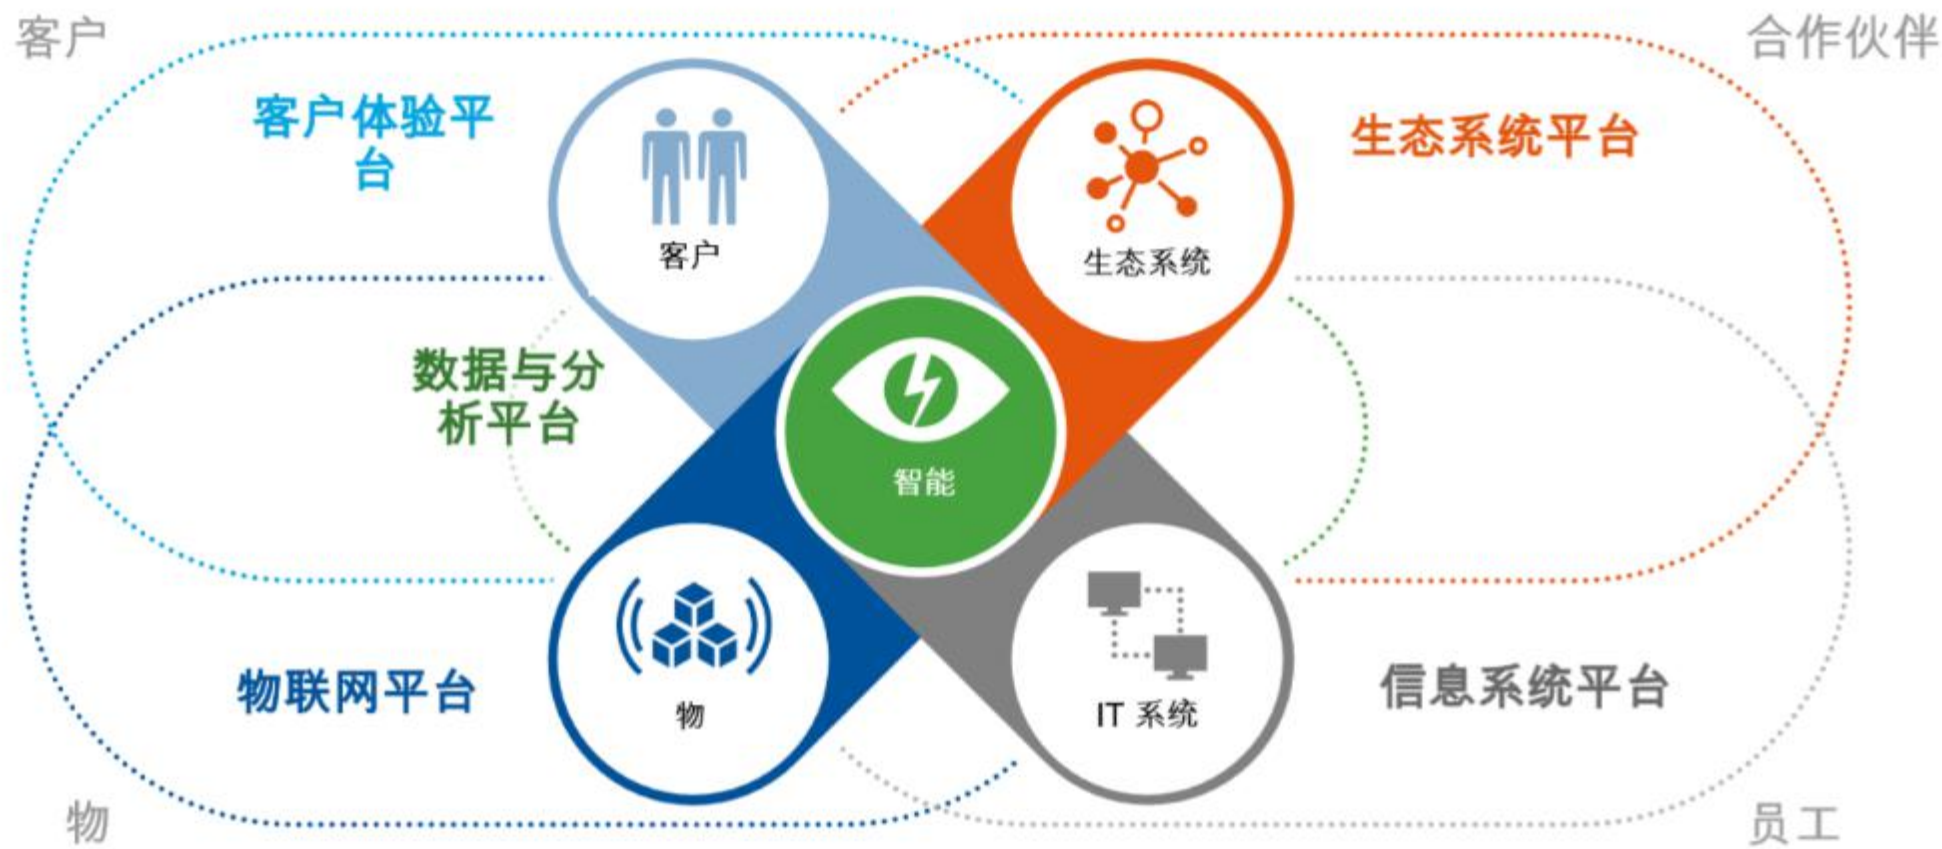 客户
合作伙伴
客户体验平
台
生态系统平台
客户
生态系统
数据与分
析平台
智能
物联网平台
信息系统平台
物
IT 系统
物
员工